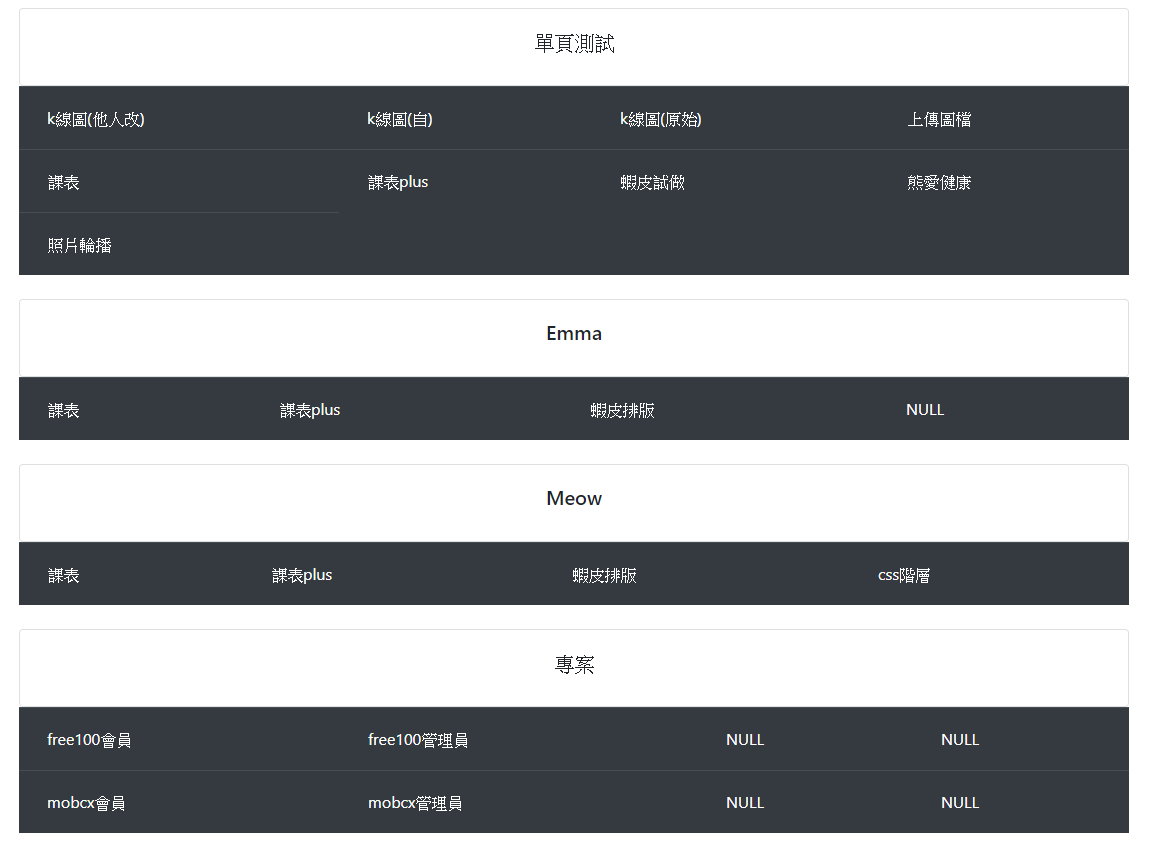 單頁測試
k線圖(他人改) k線圖(自) k線圖(原始) 上傳圖檔
課表 課表plus 蝦皮試做 熊愛健康
照片輪播
Emma
課表 課表plus 蝦皮排版 NULL
Meow
課表 課表plus 蝦皮排版 css階層
專案
free100會員 free100管理員 NULL NULL
mobcx會員 mobcx管理員 NULL NULL